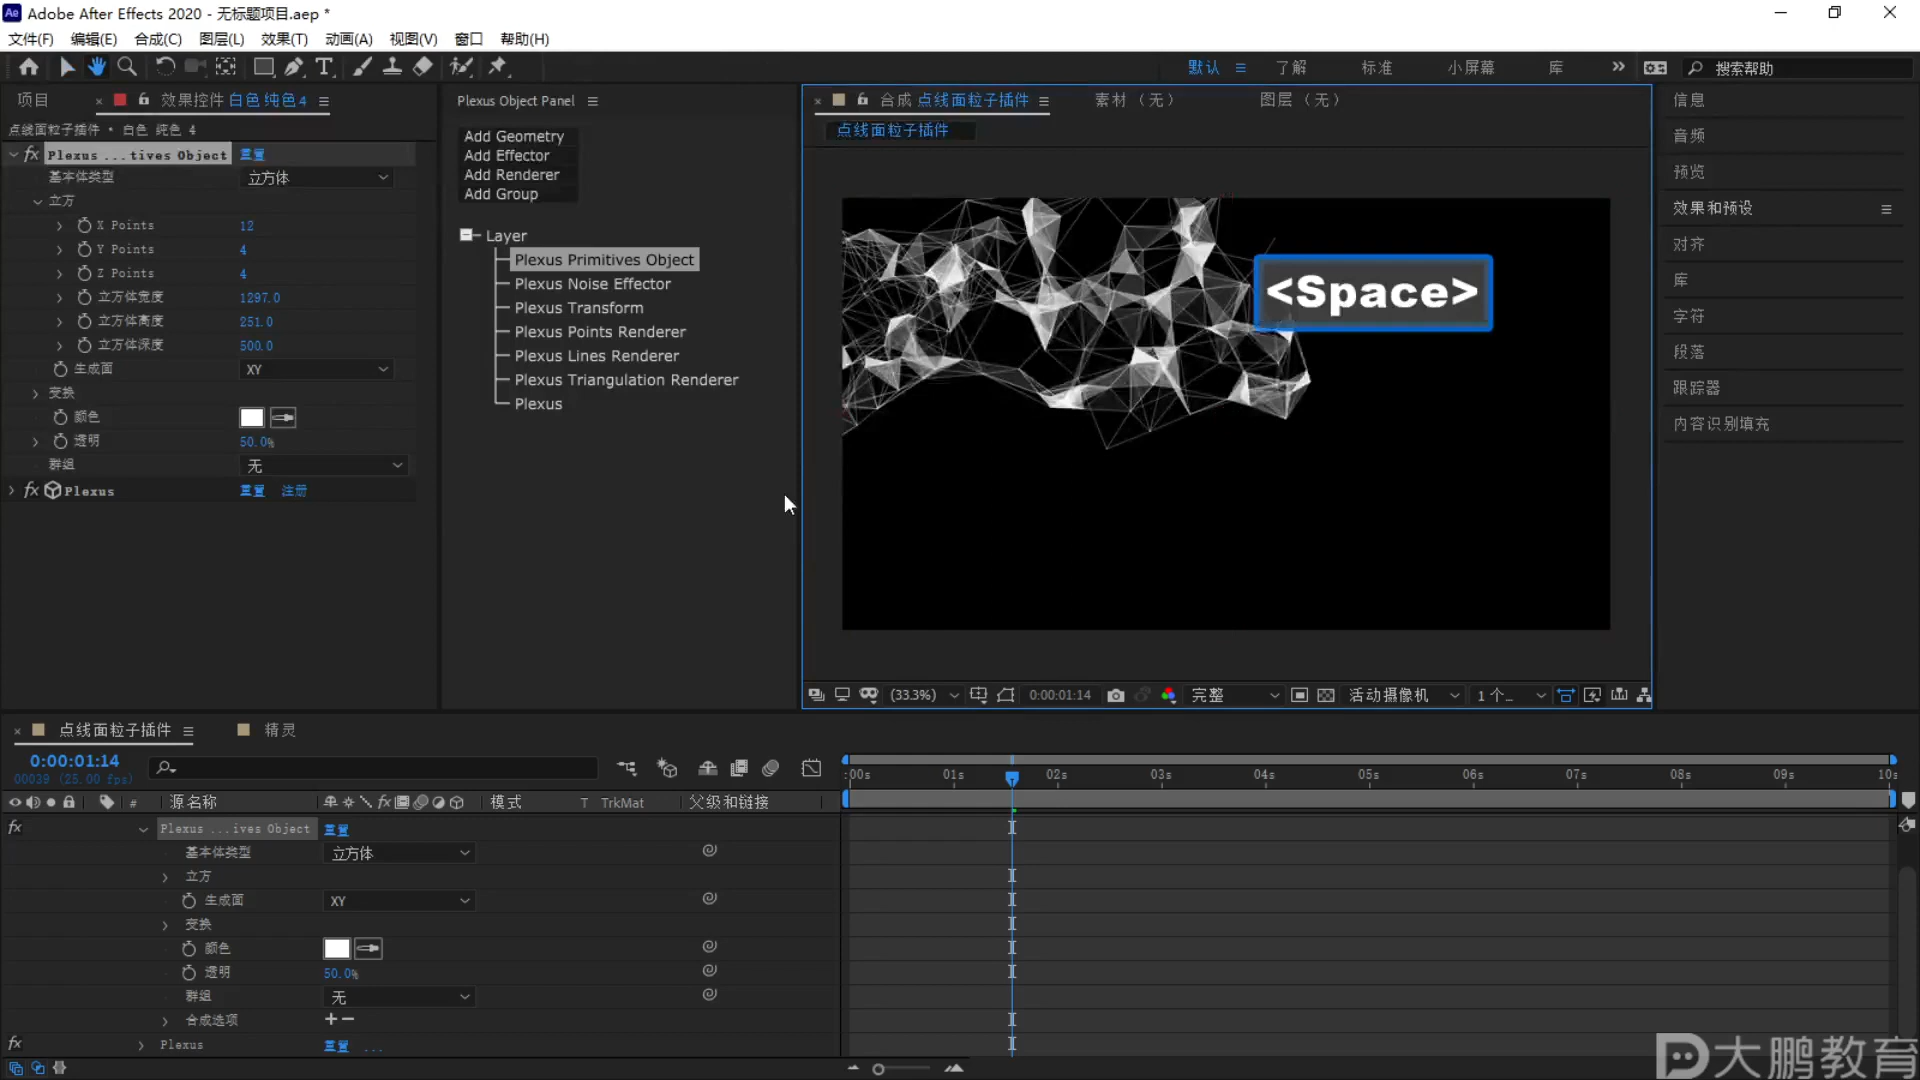 Adobe After Effects 2020 - 无标题项目.aep *
文件(F) 编辑(E) 合成(C) 图层(L) 效果(T) 动画(A) 视图(V) 窗口 帮助(H)
默认 了解 标准 小屏幕 库 搜索帮助
项目 效果控件 白色 纯色 4
点线面粒子插件 • 白色 纯色 4
fx Plexus ...tives Object 重置
基本体类型 立方体
立方
X Points 12
Y Points 4
Z Points 4
立方体宽度 1297.0
立方体高度 251.0
立方体深度 500.0
生成面 XY
变换
颜色
透明 50.0%
群组 无
fx Plexus 重置 注册
Plexus Object Panel
Add Geometry
Add Effector
Add Renderer
Add Group
Layer
Plexus Primitives Object
Plexus Noise Effector
Plexus Transform
Plexus Points Renderer
Plexus Lines Renderer
Plexus Triangulation Renderer
Plexus
合成 点线面粒子插件 素材 (无) 图层 (无)
点线面粒子插件
<Space>
(33.3%) 0:00:01:14 完整 活动摄像机 1 个...
信息
音频
预览
效果和预设
对齐
库
字符
段落
跟踪器
内容识别填充
点线面粒子插件 精灵
0:00:01:14
00039 (25.00 fps)
:00s 01s 02s 03s 04s 05s 06s 07s 08s 09s 10s
# 源名称 fx 模式 T TrkMat 父级和链接
fx Plexus ...ives Object 重置
基本体类型 立方体
立方
生成面 XY
变换
颜色
透明 50.0%
群组 无
合成选项 +−
fx Plexus 重置 ...
大鹏教育